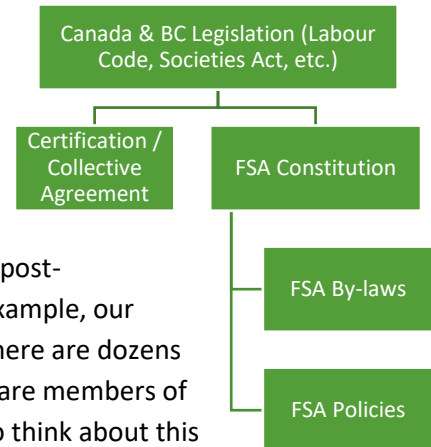 Canada & BC Legislation (Labour
Code, Societies Act, etc.)
Certification /
Collective
Agreement
FSA Constitution
FSA By-laws
FSA Policies
post-
xample, our
here are dozens
are members of
o think about this